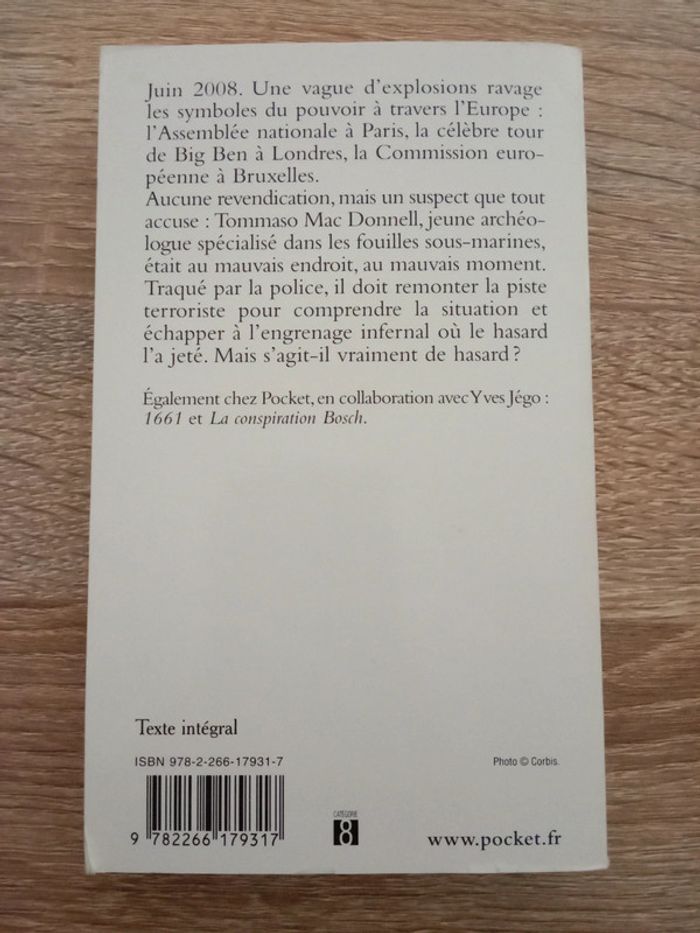 Juin 2008. Une vague d'explosions ravage
les symboles du pouvoir à travers l'Europe :
l'Assemblée nationale à Paris, la célèbre tour
de Big Ben à Londres, la Commission euro-
péenne à Bruxelles.
Aucune revendication, mais un suspect que tout
accuse : Tommaso Mac Donnell, jeune archéo-
logue spécialisé dans les fouilles sous-marines,
était au mauvais endroit, au mauvais moment.
Traqué par la police, il doit remonter la piste
terroriste pour comprendre la situation et
échapper à l'engrenage infernal où le hasard
l'a jeté. Mais s'agit-il vraiment de hasard ?
Également chez Pocket, en collaboration avec Yves Jégo :
1661 et La conspiration Bosch.
Texte intégral
ISBN 978-2-266-17931-7
Photo © Corbis.
9 782266 179317
CATÉGORIE
8
www.pocket.fr